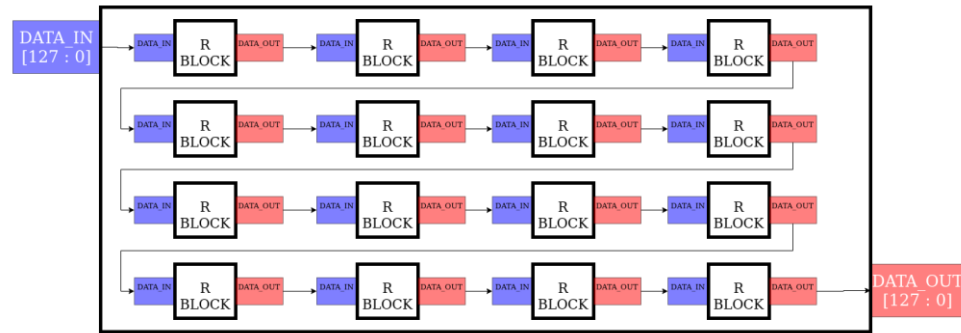 DATA_IN
[127 : 0]
DATA_IN R BLOCK DATA_OUT DATA_IN R BLOCK DATA_OUT DATA_IN R BLOCK DATA_OUT DATA_IN R BLOCK DATA_OUT
DATA_IN R BLOCK DATA_OUT DATA_IN R BLOCK DATA_OUT DATA_IN R BLOCK DATA_OUT DATA_IN R BLOCK DATA_OUT
DATA_IN R BLOCK DATA_OUT DATA_IN R BLOCK DATA_OUT DATA_IN R BLOCK DATA_OUT DATA_IN R BLOCK DATA_OUT
DATA_IN R BLOCK DATA_OUT DATA_IN R BLOCK DATA_OUT DATA_IN R BLOCK DATA_OUT DATA_IN R BLOCK DATA_OUT
DATA_OUT
[127 : 0]